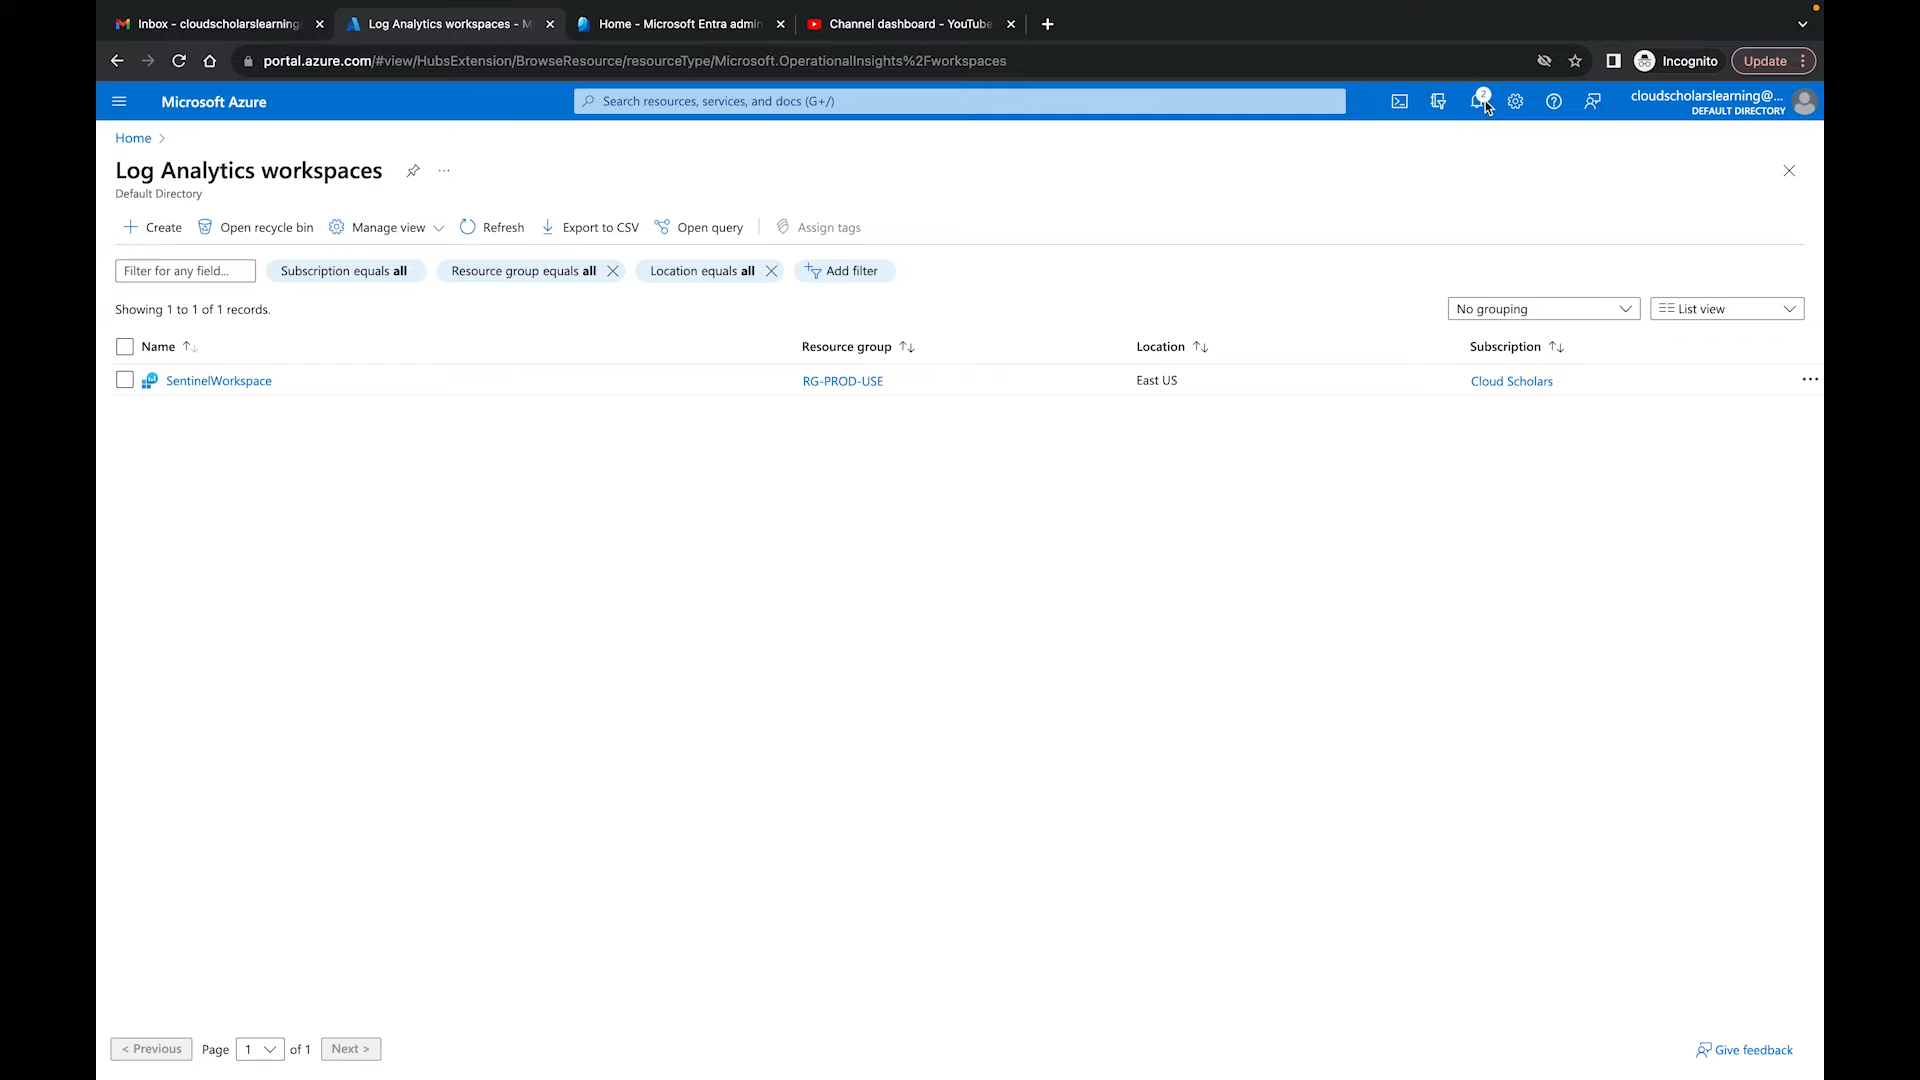 Inbox - cloudscholarslearning
Log Analytics workspaces - M
Home - Microsoft Entra admin
Channel dashboard - YouTube
portal.azure.com/#view/HubsExtension/BrowseResource/resourceType/Microsoft.OperationalInsights%2Fworkspaces
Incognito
Update
Microsoft Azure
Search resources, services, and docs (G+/)
2
cloudscholarslearning@...
DEFAULT DIRECTORY
Home
Log Analytics workspaces
Default Directory
Create
Open recycle bin
Manage view
Refresh
Export to CSV
Open query
Assign tags
Filter for any field...
Subscription equals all
Resource group equals all
Location equals all
Add filter
Showing 1 to 1 of 1 records.
No grouping
List view
Name
Resource group
Location
Subscription
SentinelWorkspace
RG-PROD-USE
East US
Cloud Scholars
< Previous
Page
1
of 1
Next >
Give feedback